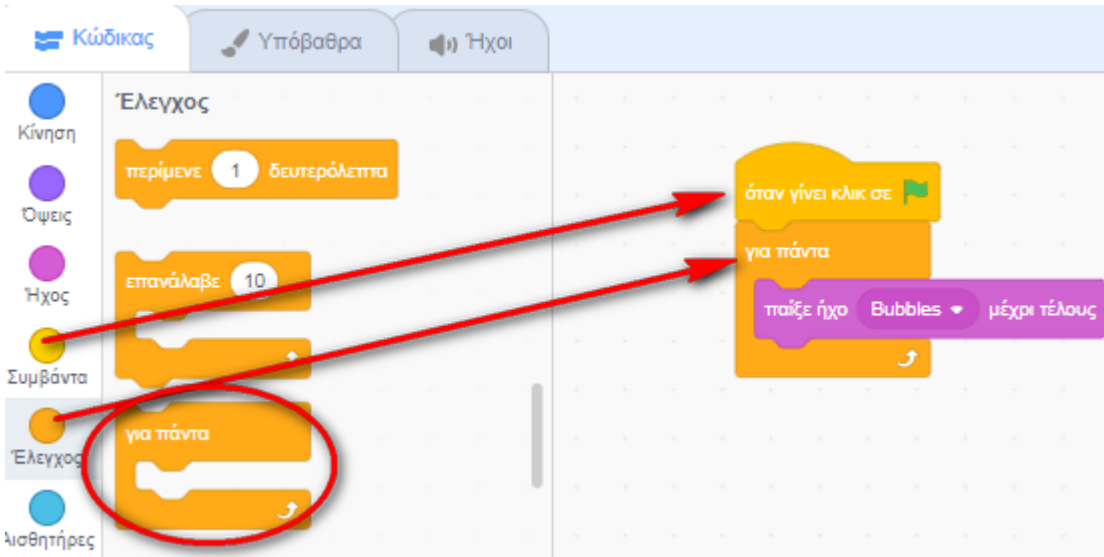 Κώδικας
Υπόβαθρα
Ήχοι
Κίνηση
Όψεις
Ήχος
Συμβάντα
Έλεγχος
Αισθητήρες
Έλεγχος
περίμενε 1 δευτερόλεπτα
επανάλαβε 10
για πάντα
όταν γίνει κλικ σε
για πάντα
παίξε ήχο Bubbles μέχρι τέλους